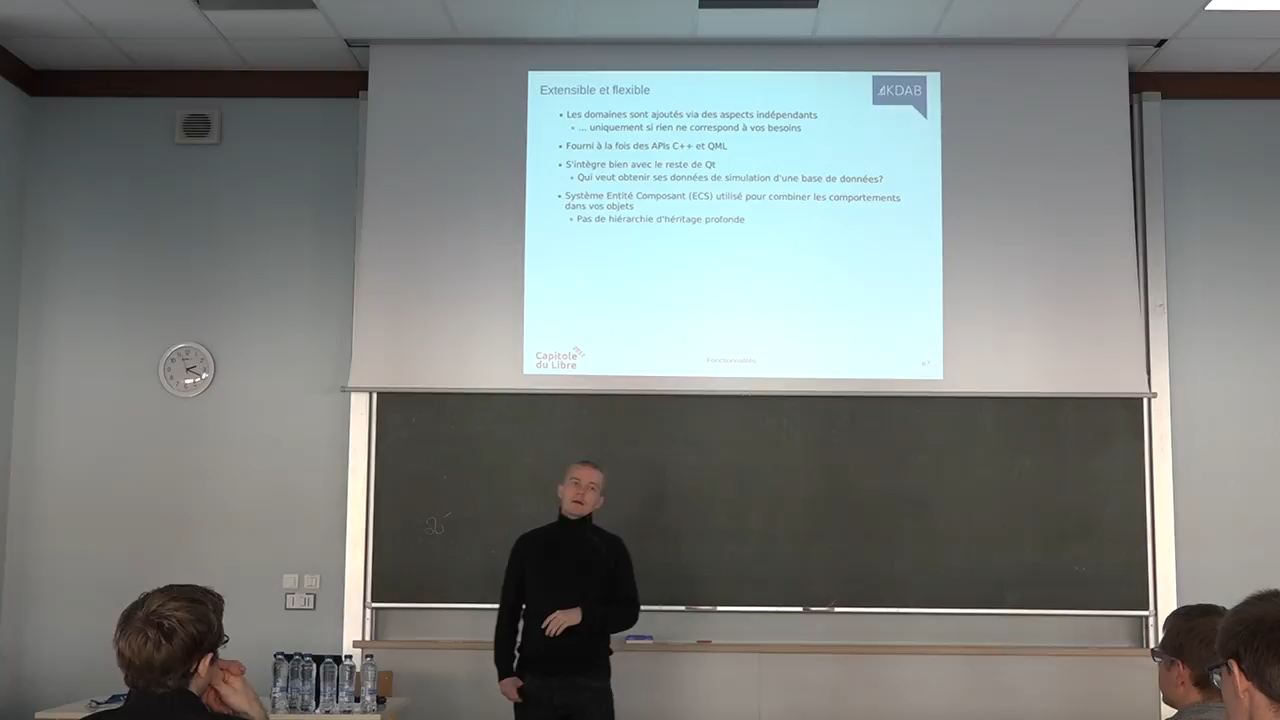 Extensible et flexible
KDAB
Les domaines sont ajoutés via des aspects indépendants
... uniquement si rien ne correspond à vos besoins
Fourni à la fois des APIs C++ et QML
S'intègre bien avec le reste de Qt
Qui veut obtenir ses données de simulation d'une base de données?
Système Entité Composant (ECS) utilisé pour combiner les comportements
dans vos objets
Pas de hiérarchie d'héritage profonde
Capitole 2017
du Libre
Fonctionnalités